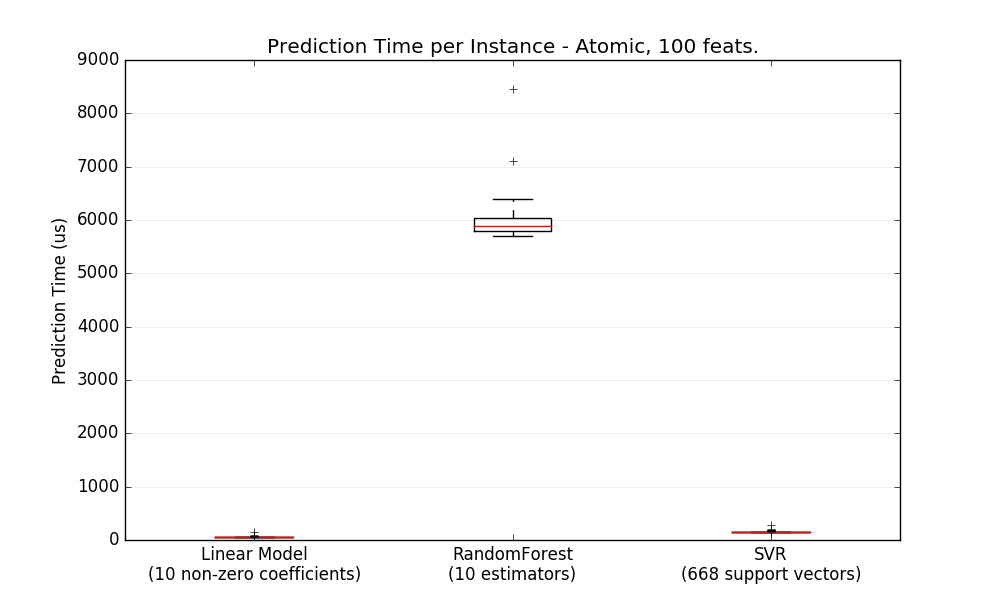 Prediction Time per Instance - Atomic, 100 feats.
9000
8000
7000
6000
5000
4000
3000
2000
1000
0
Prediction Time (us)
Linear Model
(10 non-zero coefficients)
RandomForest
(10 estimators)
SVR
(668 support vectors)